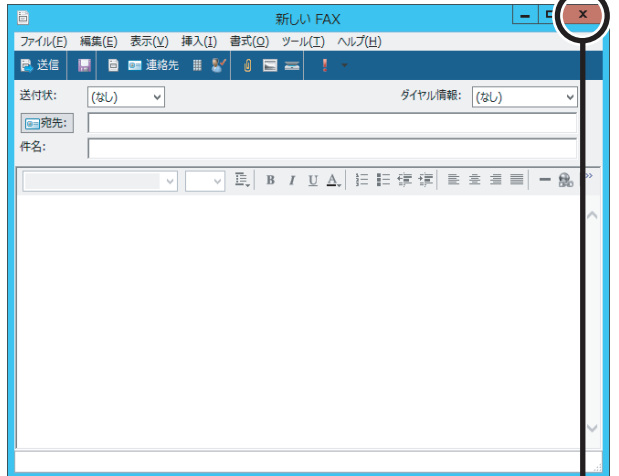 新しい FAX
ファイル(F) 編集(E) 表示(V) 挿入(I) 書式(O) ツール(T) ヘルプ(H)
送信 連絡先
送付状: (なし) ダイヤル情報: (なし)
宛先:
件名:
B I U A